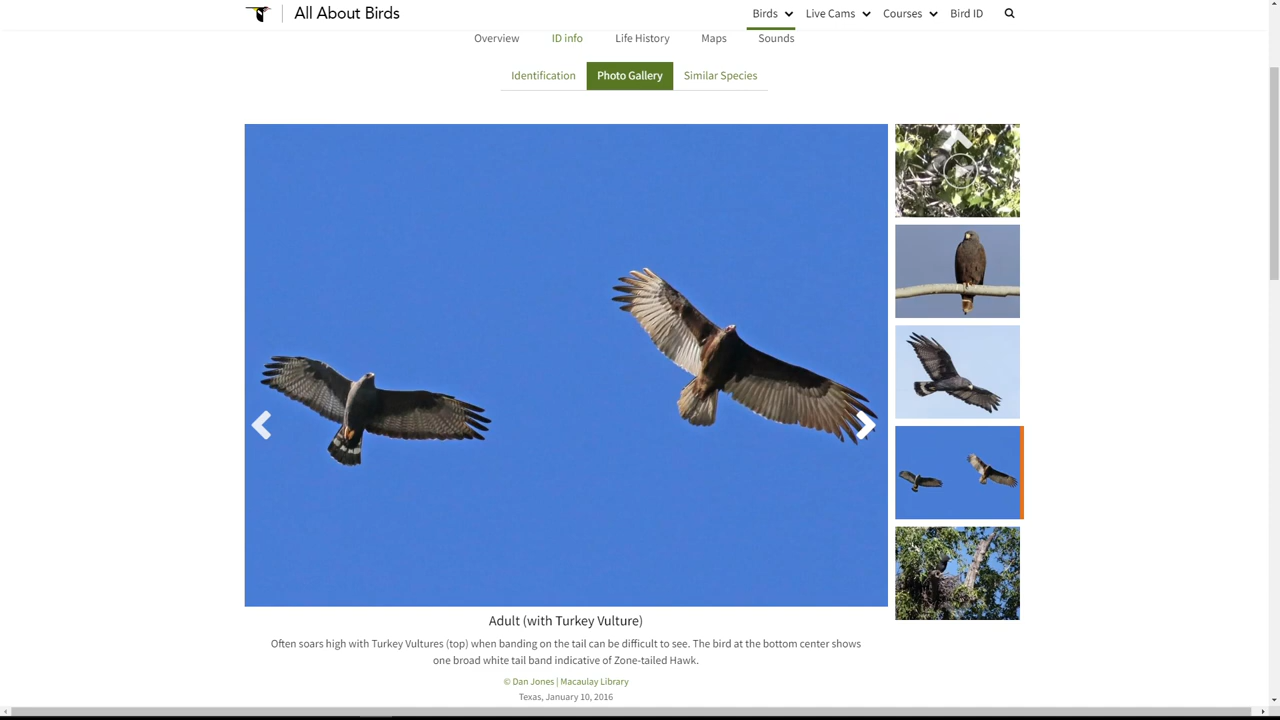 All About Birds
Birds
Live Cams
Courses
Bird ID
Overview
ID info
Life History
Maps
Sounds
Identification
Photo Gallery
Similar Species
Adult (with Turkey Vulture)
Often soars high with Turkey Vultures (top) when banding on the tail can be difficult to see. The bird at the bottom center shows
one broad white tail band indicative of Zone-tailed Hawk.
© Dan Jones | Macaulay Library
Texas, January 10, 2016